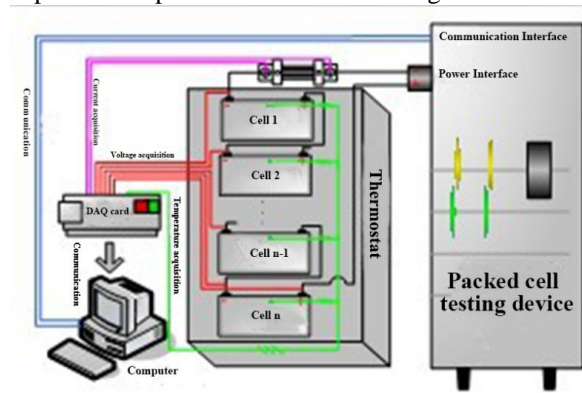 Communication Interface
Power Interface
Communication
Current acquisition
Voltage acquisition
Cell 1
Cell 2
Cell n-1
Cell n
Thermostat
DAQ card
Temperature acquisition
Communication
Computer
Packed cell
testing device